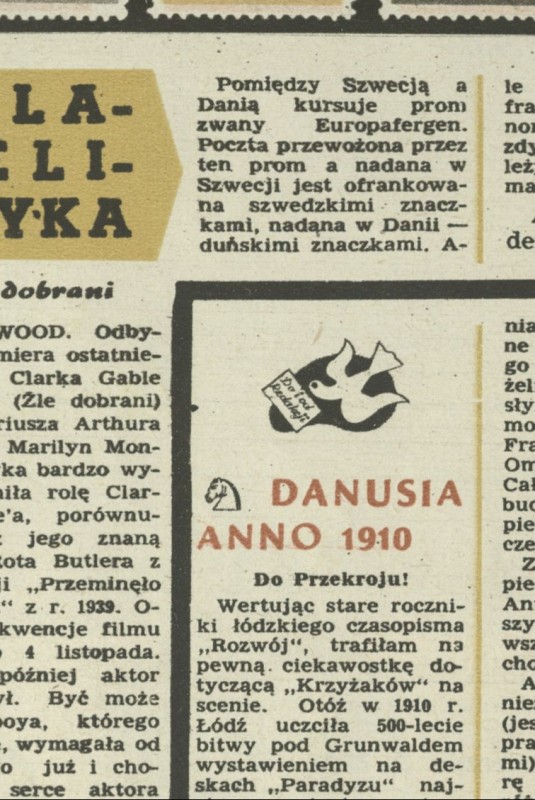 LA-
ELI-
YKA
dobrani
WOOD. Odby-
miera ostatnie-
Clarka Gable
(Źle dobrani)
riusza Arthura
Marilyn Mon-
ka bardzo wy-
niła rolę Clar-
e'a, porównu-
jego znaną
ota Butlera z
ji „Przeminęło
“ z r. 1939. O-
kwencje filmu
4 listopada.
później aktor
ył. Być może
boya, którego
, wymagała od
o już i cho-
serce aktora
Pomiędzy Szwecją a
Danią kursuje prom
zwany Europafergen.
Poczta przewożona przez
ten prom a nadana w
Szwecji jest ofrankowa-
na szwedzkimi znacz-
kami, nadana w Danii —
duńskimi znaczkami. A-
Do i od
Redakcji
DANUSIA
ANNO 1910
Do Przekroju!
Wertując stare roczni-
ki łódzkiego czasopisma
„Rozwój“, trafiłam na
pewną ciekawostkę do-
tyczącą „Krzyżaków“ na
scenie. Otóż w 1910 r.
Łódź uczciła 500-lecie
bitwy pod Grunwaldem
wystawieniem na de-
skach „Paradyzu“ naj-
le
fra
nor
zdy
leż
ma
de
nia
ne
go
żel
sły
mo
Fra
Om
Cał
bud
pie
cze
Z
pie
An
szy
wsz
cho
A
nie
(jes
pra
mi)
rę